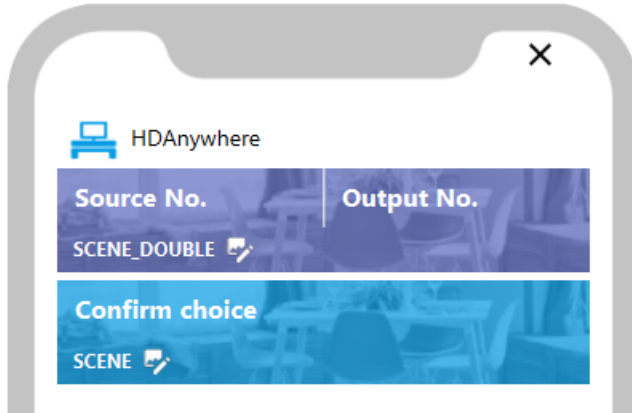 HDAnywhere
Source No. Output No.
SCENE_DOUBLE
Confirm choice
SCENE